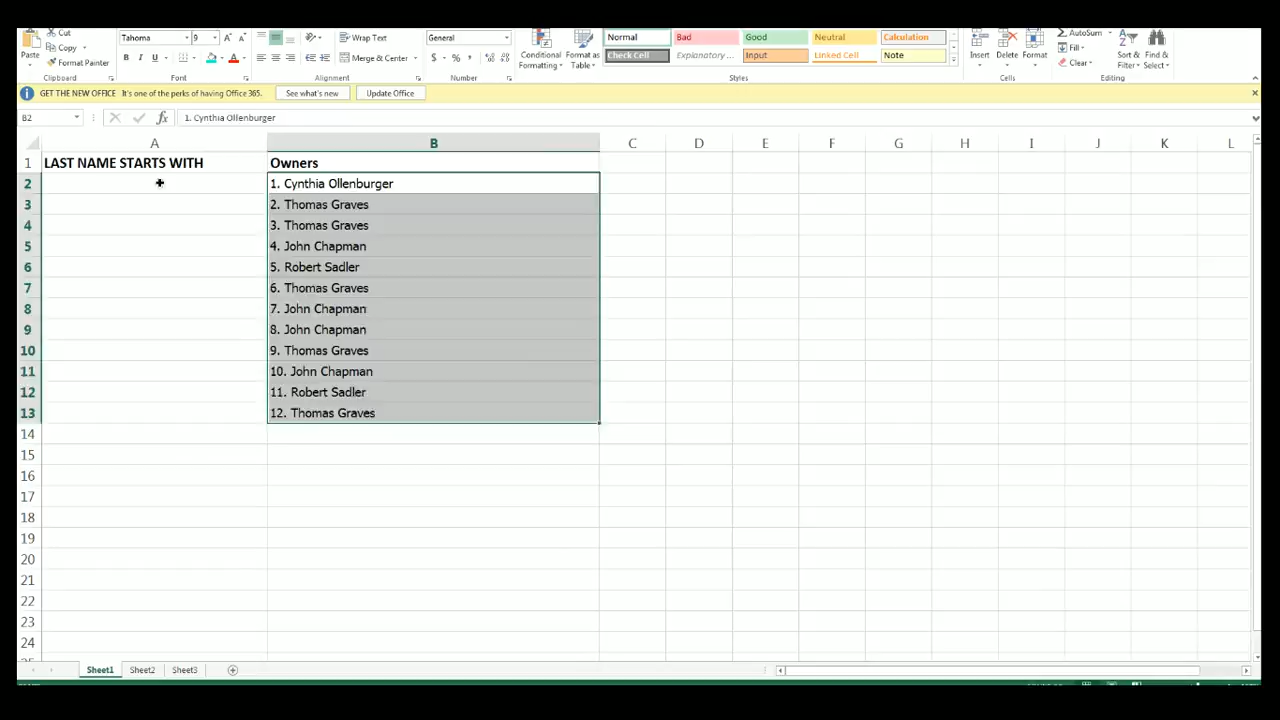 Cut
Copy
Format Painter
Paste
Clipboard
Tahoma 9
B I U
Font
Wrap Text
Merge & Center
Alignment
General
$ % ,
Number
Conditional Formatting
Format as Table
Normal Bad Good Neutral Calculation
Check Cell Explanatory ... Input Linked Cell Note
Styles
Insert Delete Format
Cells
AutoSum
Fill
Clear
Sort & Filter
Find & Select
Editing
GET THE NEW OFFICE It's one of the perks of having Office 365. See what's new Update Office
B2 fx 1. Cynthia Ollenburger
A B C D E F G H I J K L
1 LAST NAME STARTS WITH Owners
2 1. Cynthia Ollenburger
3 2. Thomas Graves
4 3. Thomas Graves
5 4. John Chapman
6 5. Robert Sadler
7 6. Thomas Graves
8 7. John Chapman
9 8. John Chapman
10 9. Thomas Graves
11 10. John Chapman
12 11. Robert Sadler
13 12. Thomas Graves
14
15
16
17
18
19
20
21
22
23
24
Sheet1 Sheet2 Sheet3